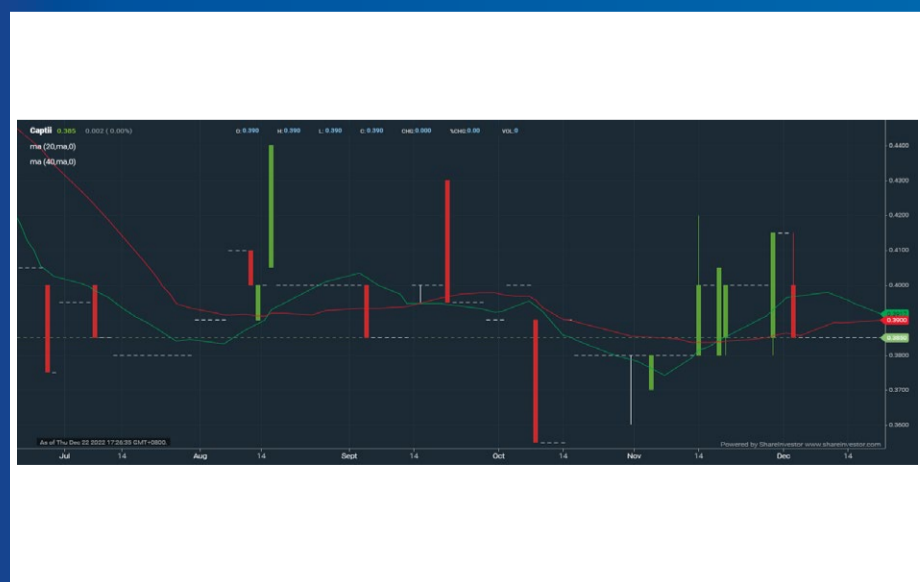 Captii 0.385 0.002 ( 0.00%) O: 0.390 H: 0.390 L: 0.390 C: 0.390 CHG: 0.000 %CHG: 0.00 VOL: 0
ma (20,ma,0)
ma (40,ma,0)
0.4400
0.4300
0.4200
0.4100
0.4000
0.3900
0.3850
0.3800
0.3700
0.3600
As of Thu Dec 22 2022 17:26:35 GMT+0800.
Powered by ShareInvestor www.shareinvestor.com
Jul 14 Aug 14 Sept 14 Oct 14 Nov 14 Dec 14